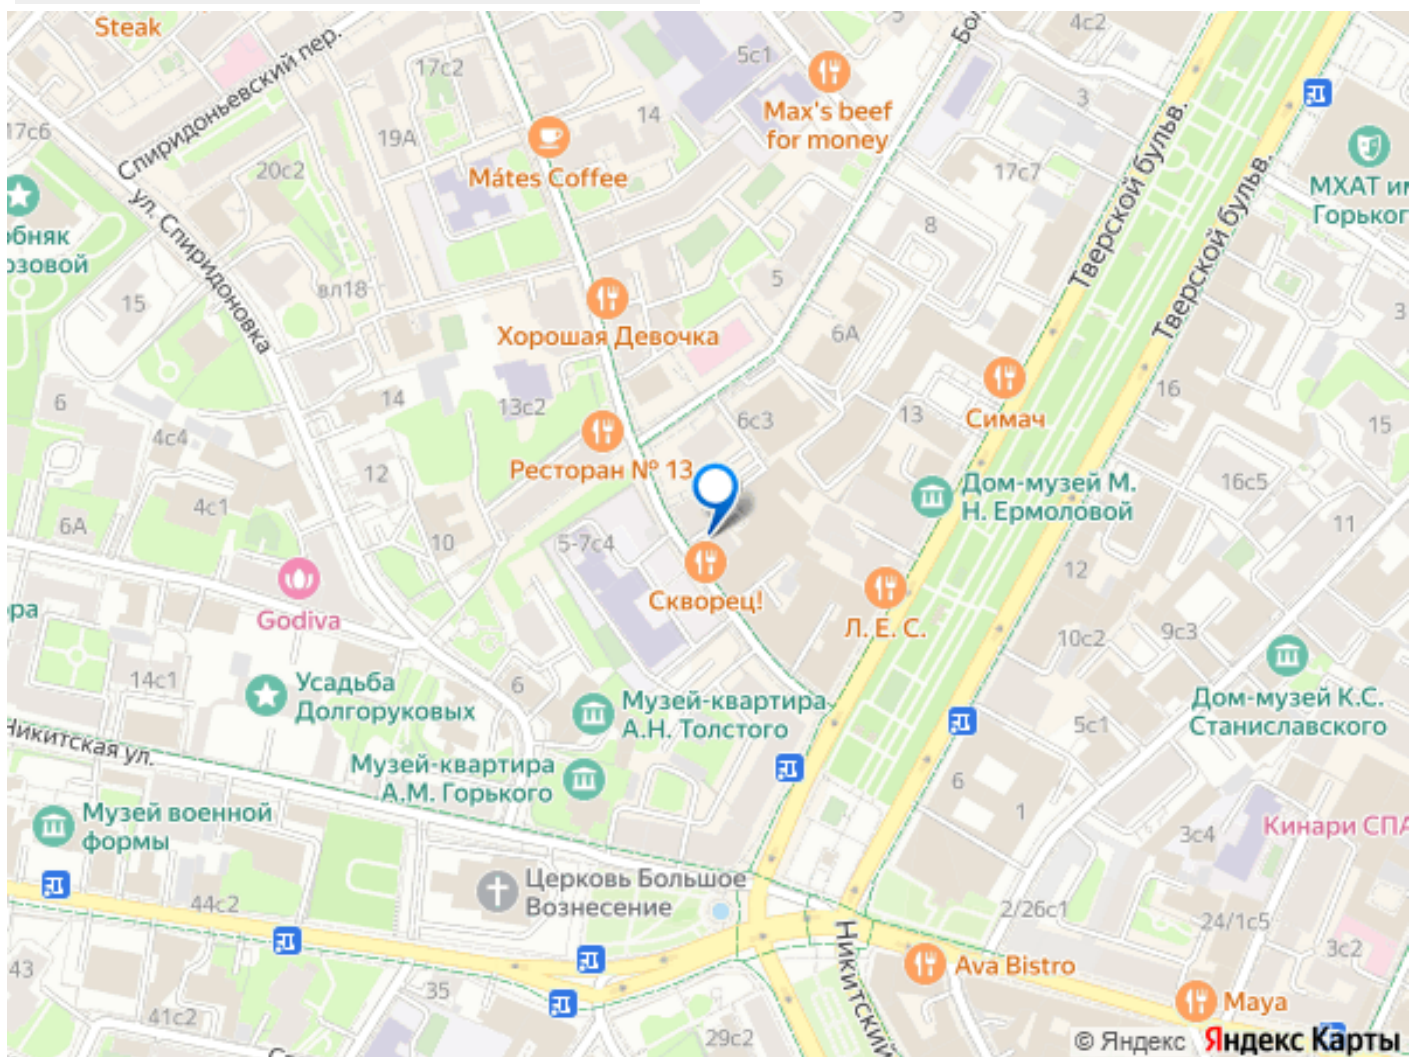 Steak
Спиридоньевский пер.
17с2
5с1
Бол
4с2
Max's beef
for money
14
3
17с6
19А
20с2
Mátes Coffee
17с7
Тверской бульв.
Тверской бульв.
МХАТ им
Горьког
обняк
озовой
ул. Спиридоновка
15
вл18
8
5
6А
3
Хорошая Девочка
6
14
13с2
6с3
13
Симач
16
15
4с4
12
Ресторан № 13
4с1
6А
10
5-7с4
Дом-музей М.
Н. Ермоловой
16с5
11
Скворец!
Л. Е. С.
12
10с2
9с3
ора
Godiva
14с1
Усадьба
Долгоруковых
6
Музей-квартира
А.Н. Толстого
Дом-музей К.С.
Станиславского
5с1
Никитская ул.
Музей-квартира
А.М. Горького
6
1
Музей военной
формы
3с4
Кинари СПА
Церковь Большое
Вознесение
44с2
2/26с1
24/1с5
3с2
43
35
41с2
29с2
Никитский
Ava Bistro
Maya
© Яндекс Яндекс Карты